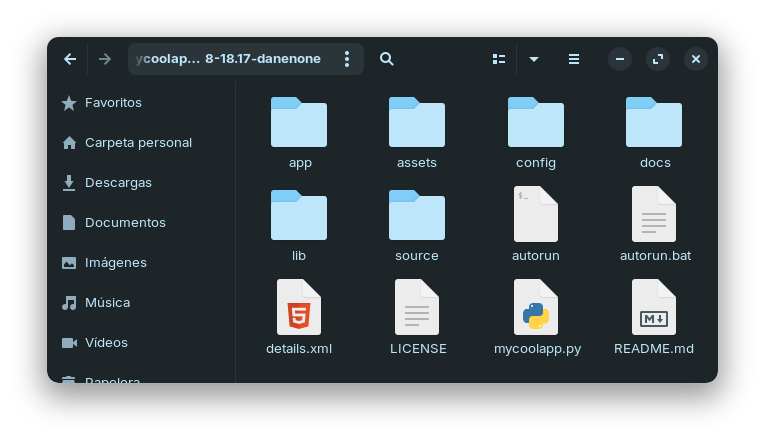 ycoolap... 8-18.17-danenone
Favoritos
Carpeta personal
Descargas
Documentos
Imágenes
Música
Vídeos
Papelera
app assets config docs
lib source autorun autorun.bat
details.xml LICENSE mycoolapp.py README.md